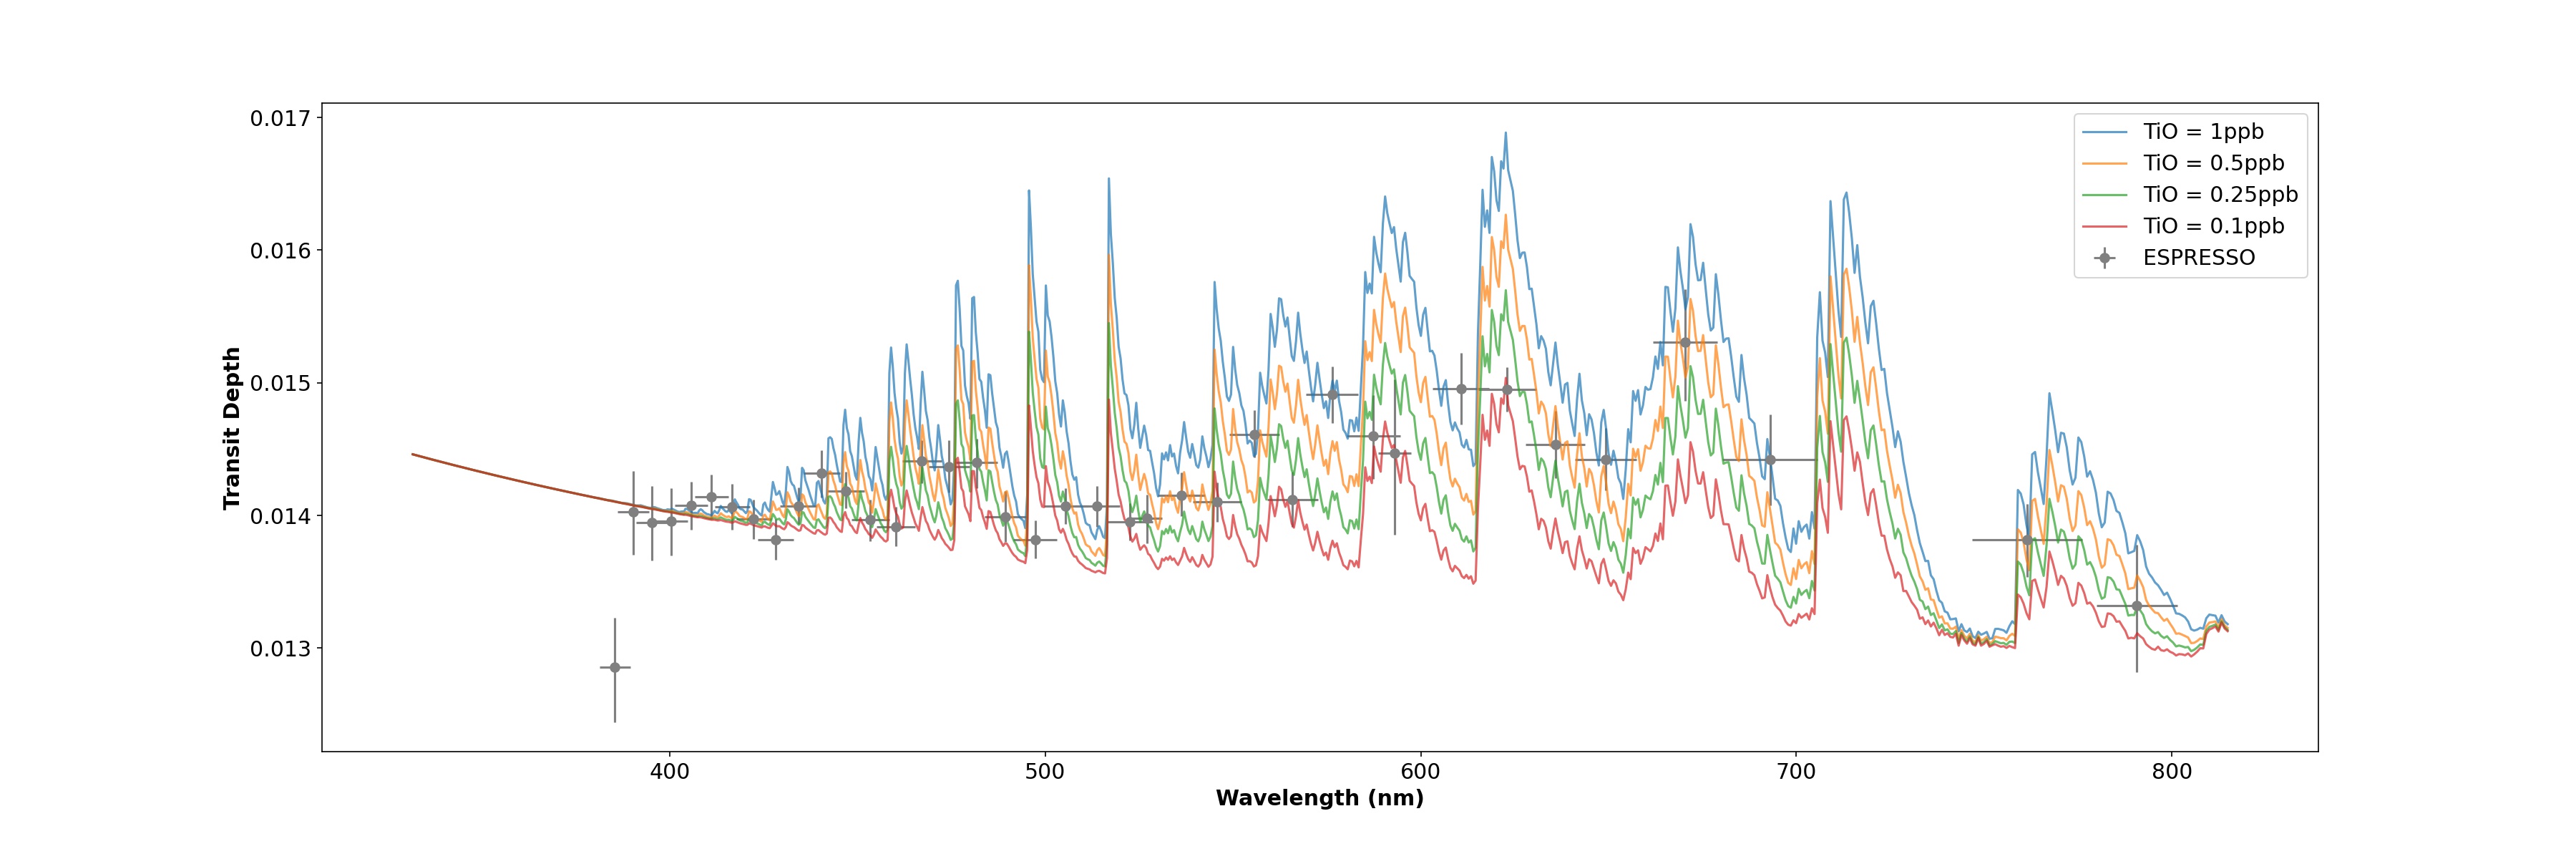 0.017
0.016
0.015
0.014
0.013
Transit Depth
400
500
600
700
800
Wavelength (nm)
TiO = 1ppb
TiO = 0.5ppb
TiO = 0.25ppb
TiO = 0.1ppb
ESPRESSO